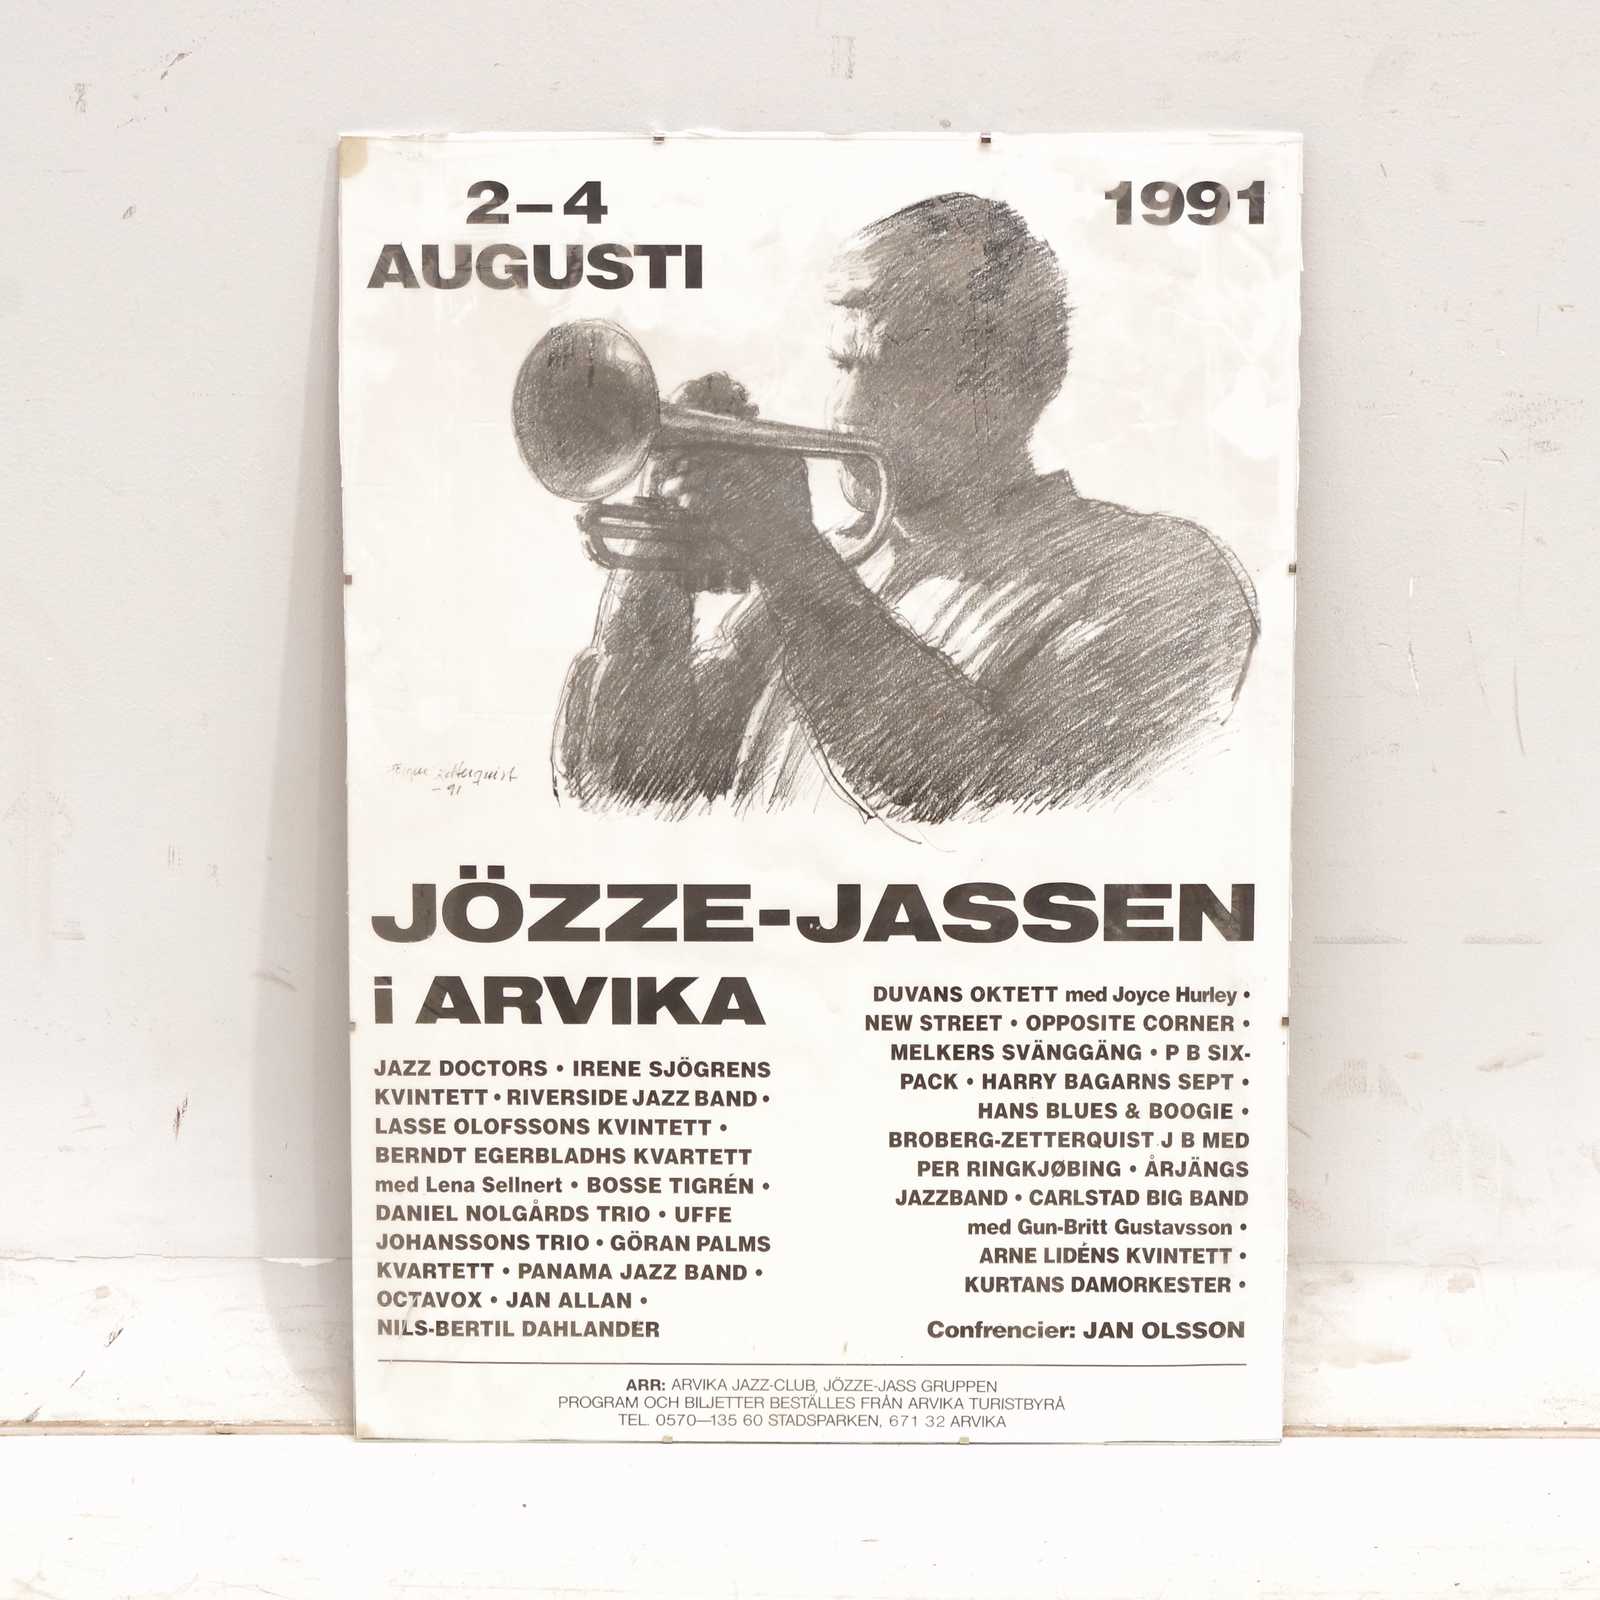 2–4
AUGUSTI
1991
Zetterquist
-91
JÖZZE-JASSEN
i ARVIKA
JAZZ DOCTORS • IRENE SJÖGRENS
KVINTETT • RIVERSIDE JAZZ BAND •
LASSE OLOFSSONS KVINTETT •
BERNDT EGERBLADHS KVARTETT
med Lena Sellnert • BOSSE TIGRÉN •
DANIEL NOLGÅRDS TRIO • UFFE
JOHANSSONS TRIO • GÖRAN PALMS
KVARTETT • PANAMA JAZZ BAND •
OCTAVOX • JAN ALLAN •
NILS-BERTIL DAHLANDER
DUVANS OKTETT med Joyce Hurley •
NEW STREET • OPPOSITE CORNER •
MELKERS SVÄNGGÄNG • P B SIX-
PACK • HARRY BAGARNS SEPT •
HANS BLUES & BOOGIE •
BROBERG-ZETTERQUIST J B MED
PER RINGKJØBING • ÅRJÄNGS
JAZZBAND • CARLSTAD BIG BAND
med Gun-Britt Gustavsson •
ARNE LIDÉNS KVINTETT •
KURTANS DAMORKESTER •
Confrencier: JAN OLSSON
ARR: ARVIKA JAZZ-CLUB, JÖZZE-JASS GRUPPEN
PROGRAM OCH BILJETTER BESTÄLLES FRÅN ARVIKA TURISTBYRÅ
TEL. 0570—135 60 STADSPARKEN, 671 32 ARVIKA